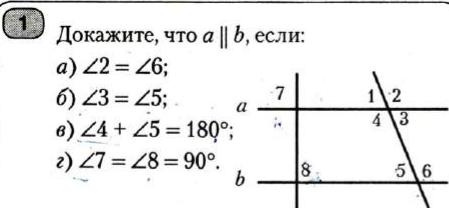 1
Докажите, что a ∥ b, если:
а) ∠2 = ∠6;
б) ∠3 = ∠5;
в) ∠4 + ∠5 = 180°;
г) ∠7 = ∠8 = 90°.
7 1 2
a
4 3
8 5 6
b